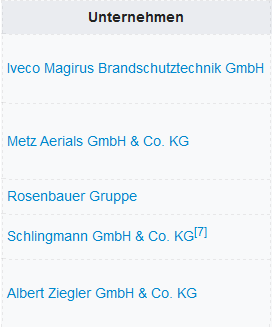 Unternehmen
Iveco Magirus Brandschutztechnik GmbH
Metz Aerials GmbH & Co. KG
Rosenbauer Gruppe
Schlingmann GmbH & Co. KG[7]
Albert Ziegler GmbH & Co. KG